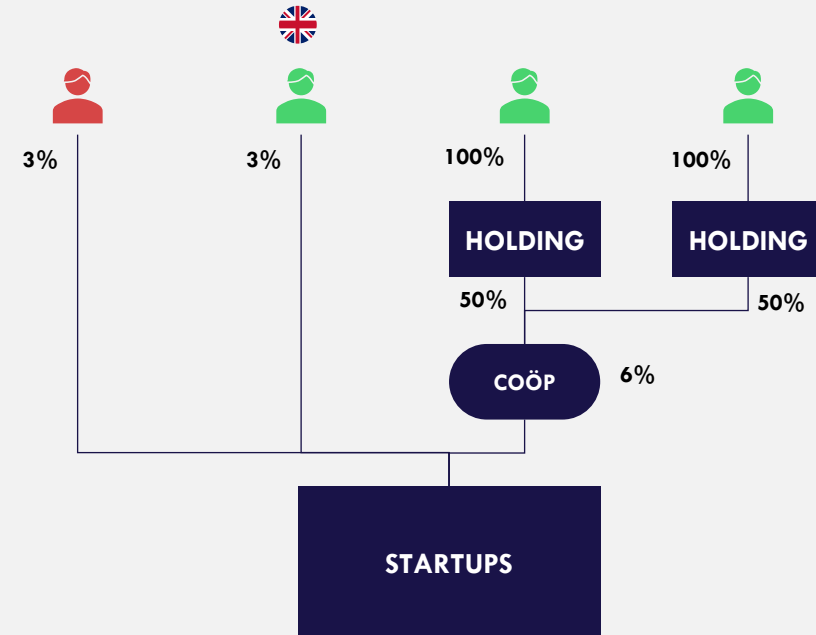 3%
3%
100%
100%
HOLDING
HOLDING
50%
50%
COÖP
6%
STARTUPS